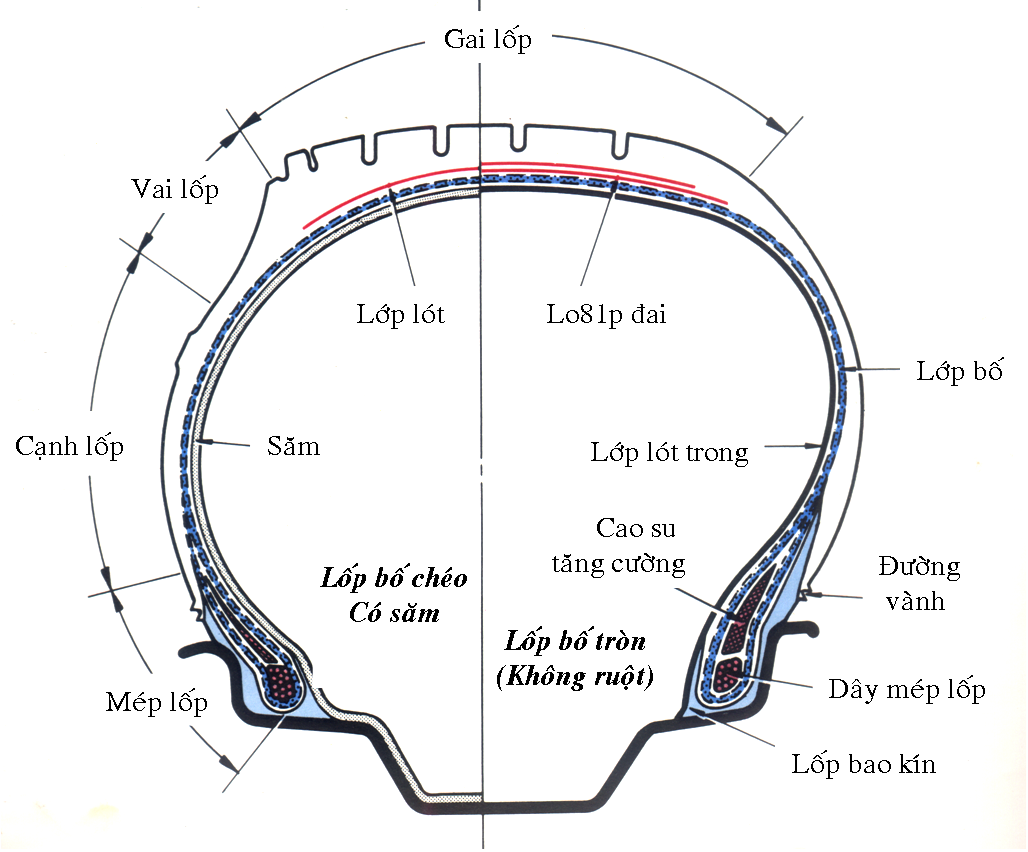 Gai lốp
Vai lốp
Lớp lót
Lo81p đai
Lớp bố
Cạnh lốp
Săm
Lớp lót trong
Cao su
tăng cường
Lốp bố chéo
Có săm
Đường
vành
Lốp bố tròn
(Không ruột)
Mép lốp
Dây mép lốp
Lốp bao kín